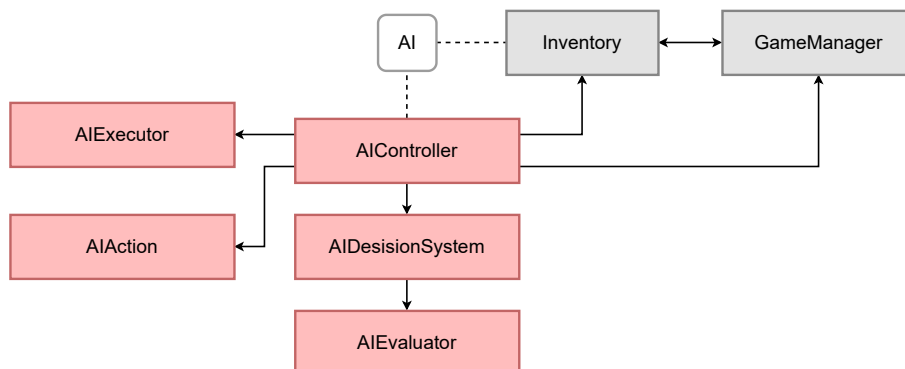 AI
Inventory
GameManager
AIExecutor
AIController
AIAction
AIDesisionSystem
AIEvaluator